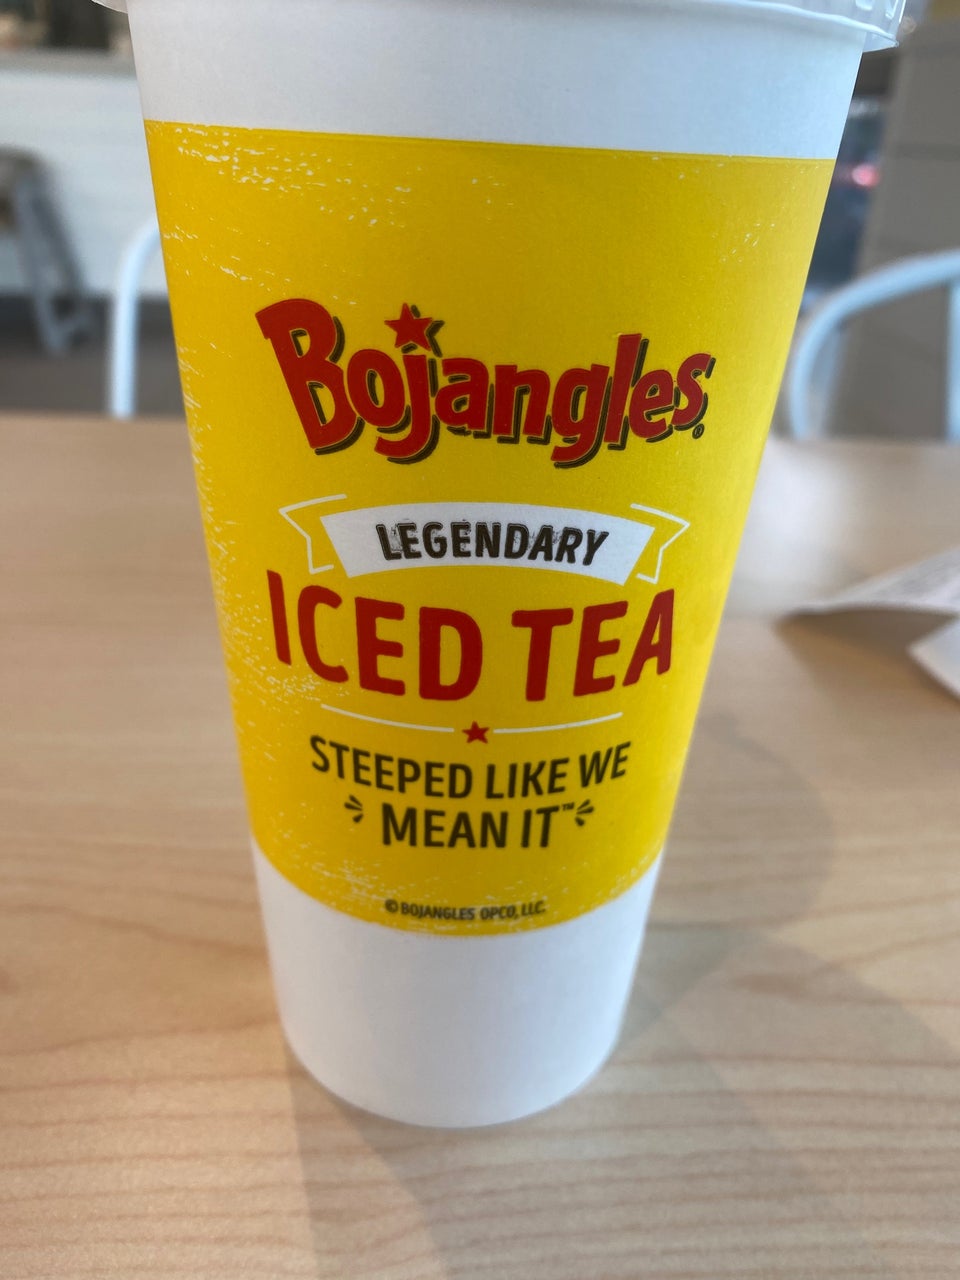 Bojangles®
LEGENDARY
ICED TEA
STEEPED LIKE WE
MEAN IT™
© BOJANGLES OPCO, LLC.